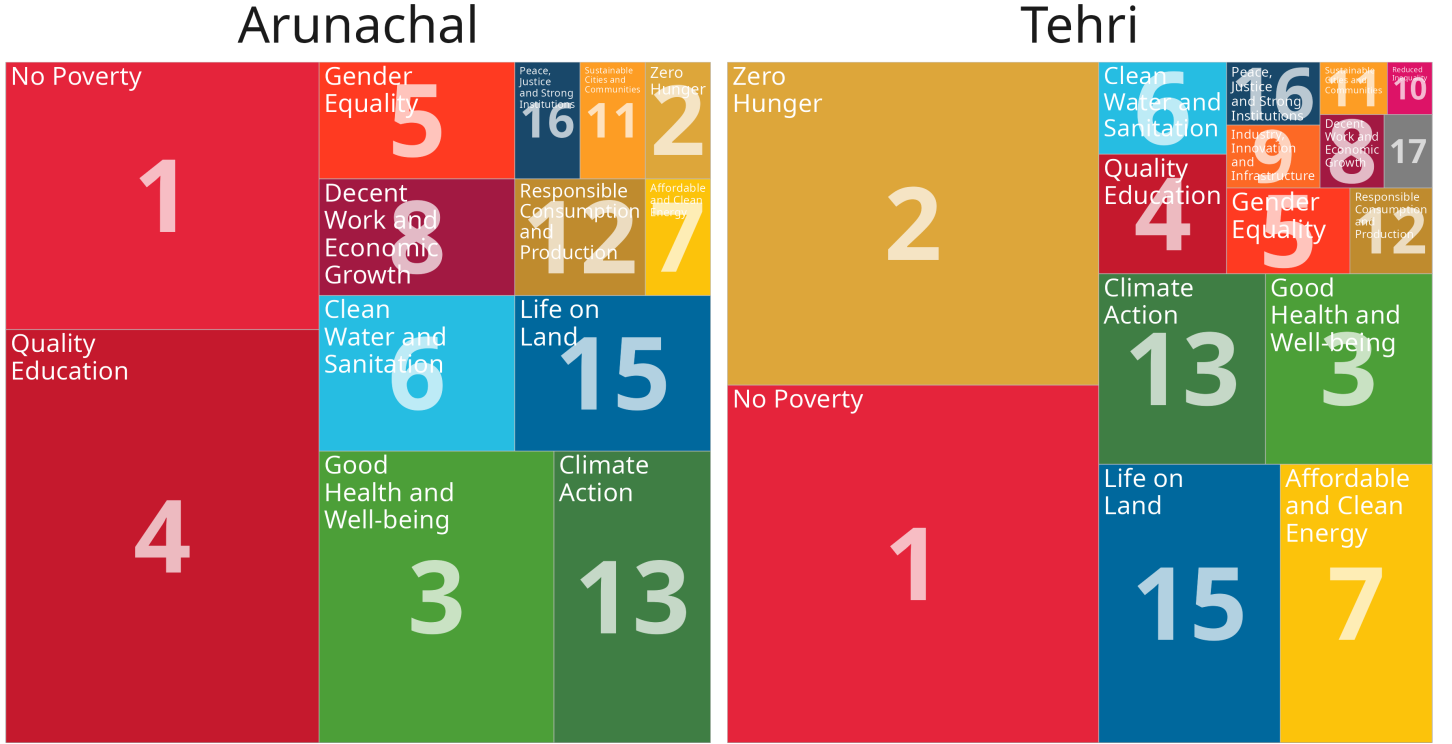 Arunachal
No Poverty
1
Quality
Education
4
Gender
Equality
5
Peace,
Justice
and Strong
Institutions
16
Sustainable
Cities and
Communities
11
Zero
Hunger
2
Decent
Work and
Economic
Growth
8
Responsible
Consumption
and
Production
12
Affordable
and Clean
Energy
7
Clean
Water and
Sanitation
6
Life on
Land
15
Good
Health and
Well-being
3
Climate
Action
13
Tehri
Zero
Hunger
2
No Poverty
1
Clean
Water and
Sanitation
6
Quality
Education
4
Peace,
Justice
and Strong
Institutions
16
Sustainable
Cities and
Communities
11
Reduced
Inequality
10
Industry,
Innovation
and
Infrastructure
9
Decent
Work and
Economic
Growth
8
17
Gender
Equality
5
Responsible
Consumption
and
Production
12
Climate
Action
13
Good
Health and
Well-being
3
Life on
Land
15
Affordable
and Clean
Energy
7